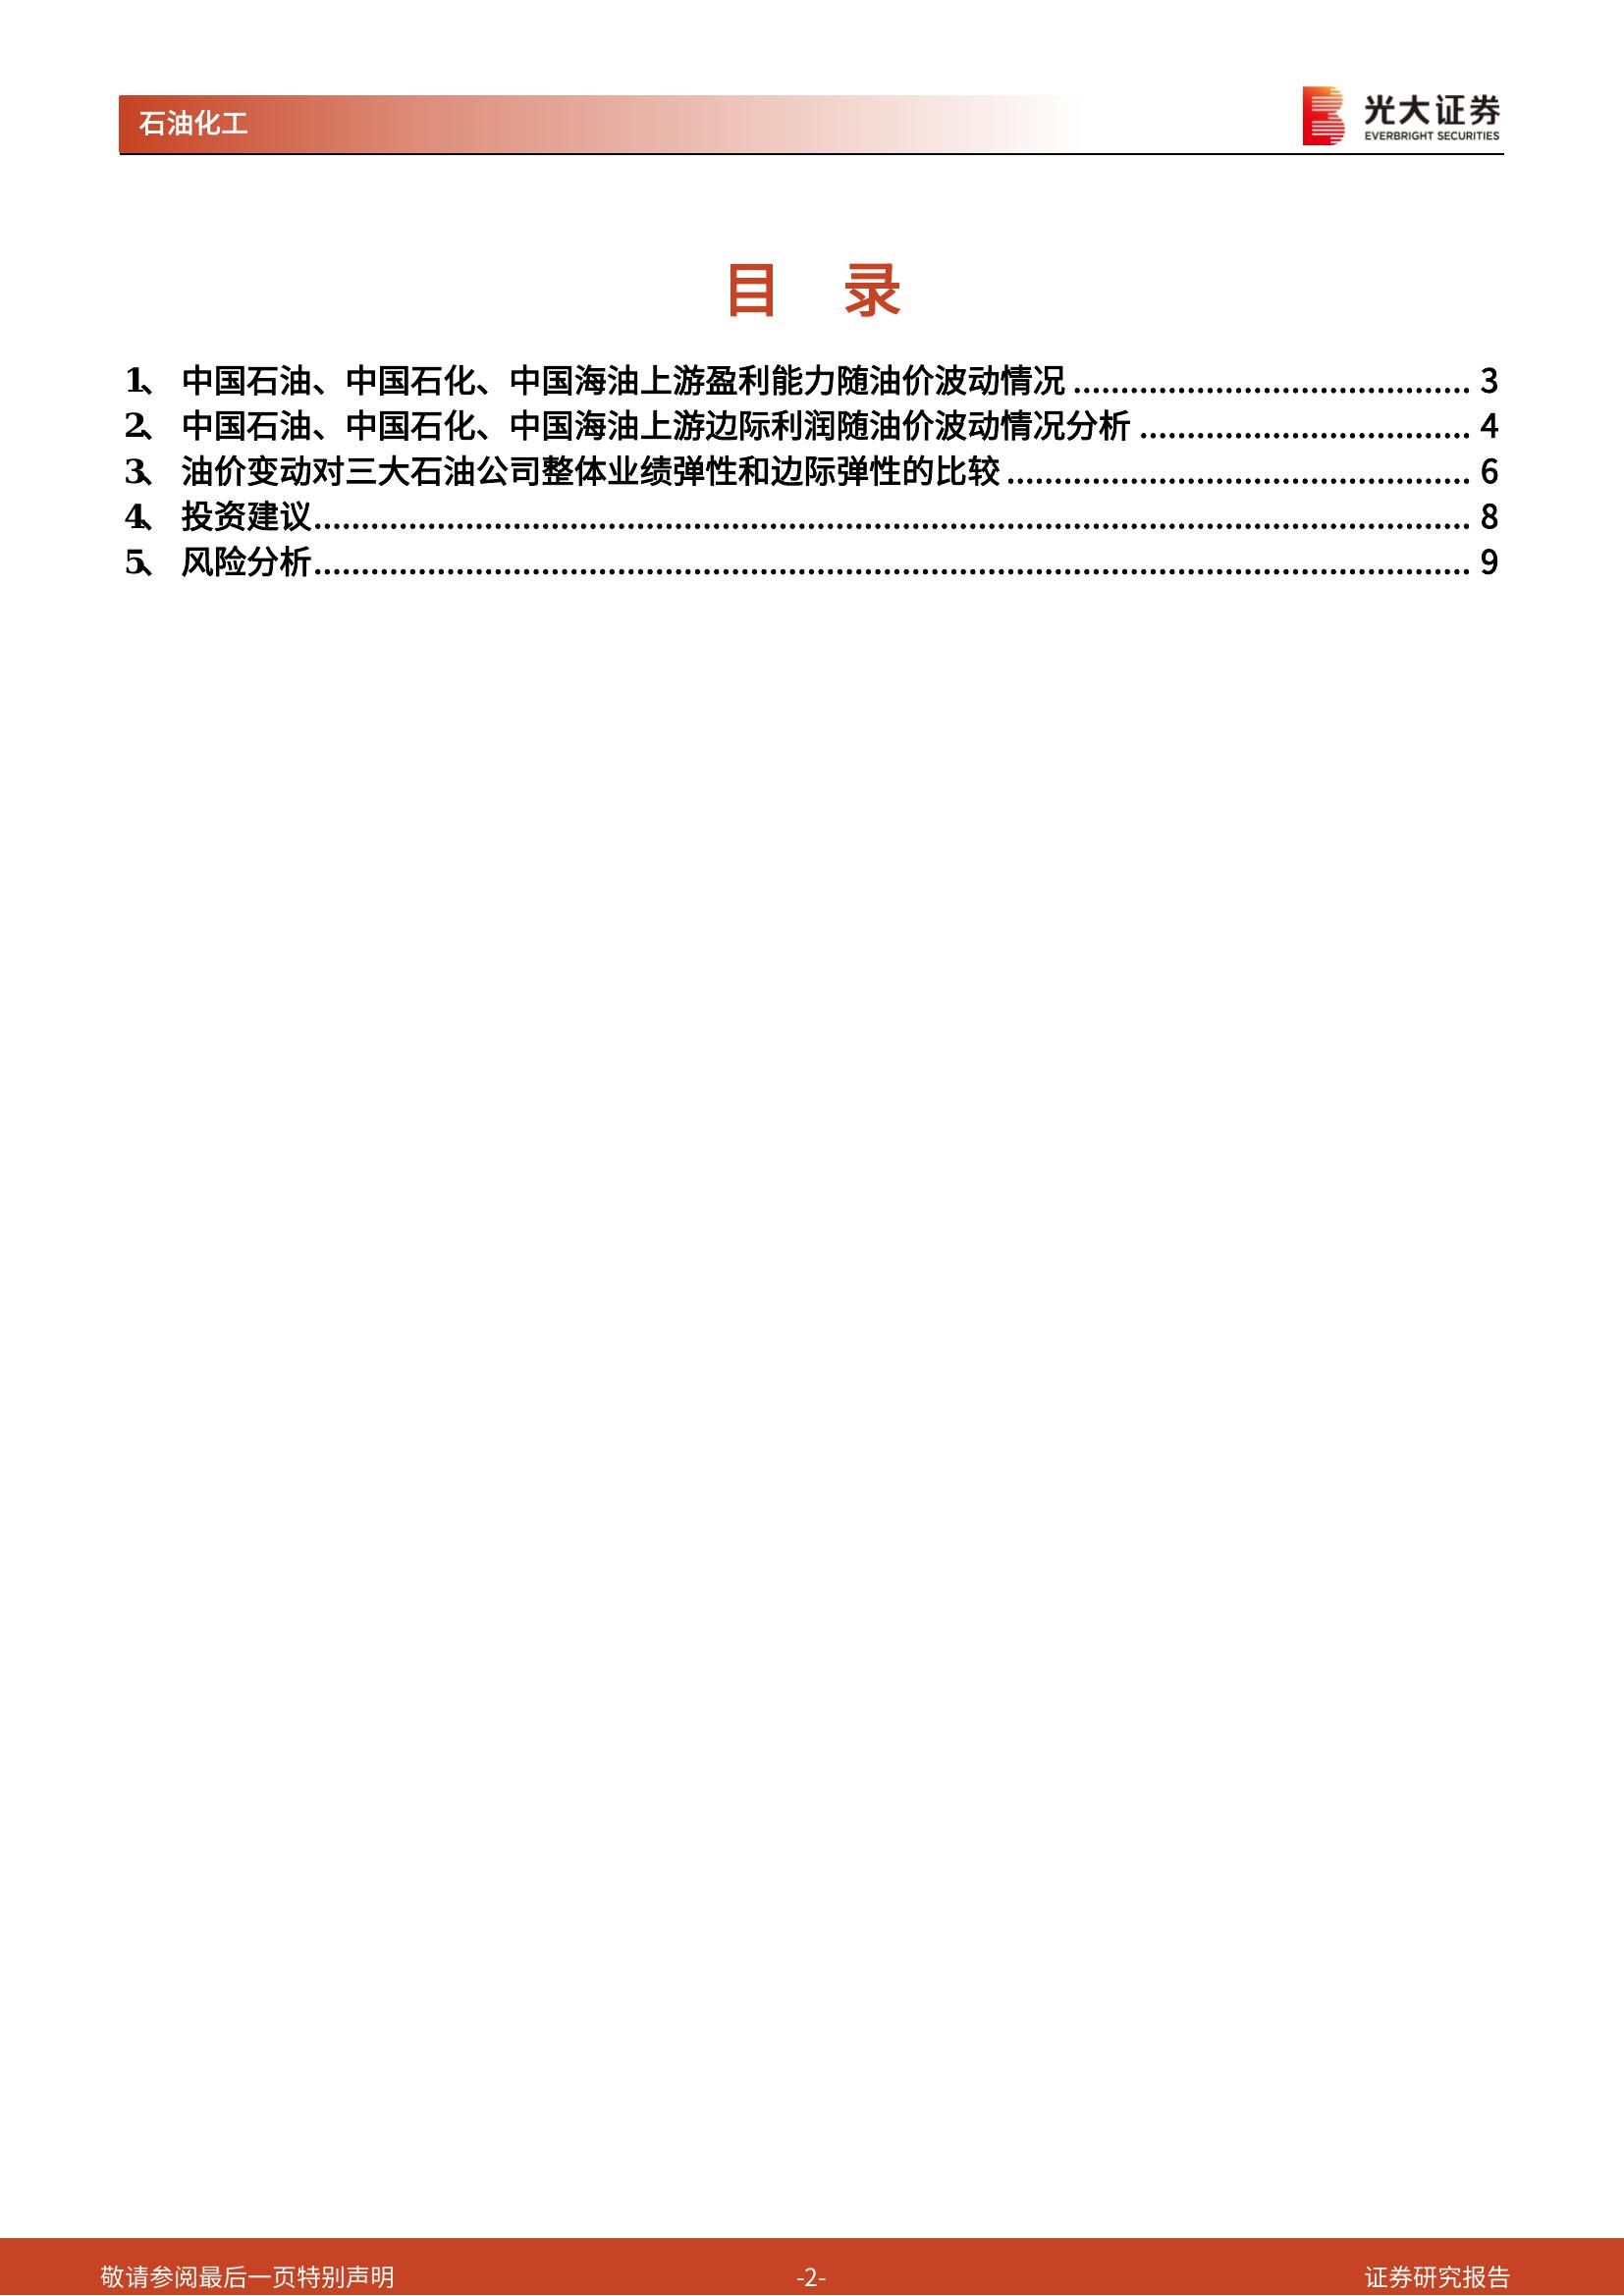 石油化工
光大证券
EVERBRIGHT SECURITIES
目 录
1、 中国石油、中国石化、中国海油上游盈利能力随油价波动情况 ........................................ 3
2、 中国石油、中国石化、中国海油上游边际利润随油价波动情况分析 ................................. 4
3、 油价变动对三大石油公司整体业绩弹性和边际弹性的比较 ............................................... 6
4、 投资建议...................................................................................................................... 8
5、 风险分析...................................................................................................................... 9
敬请参阅最后一页特别声明 -2- 证券研究报告